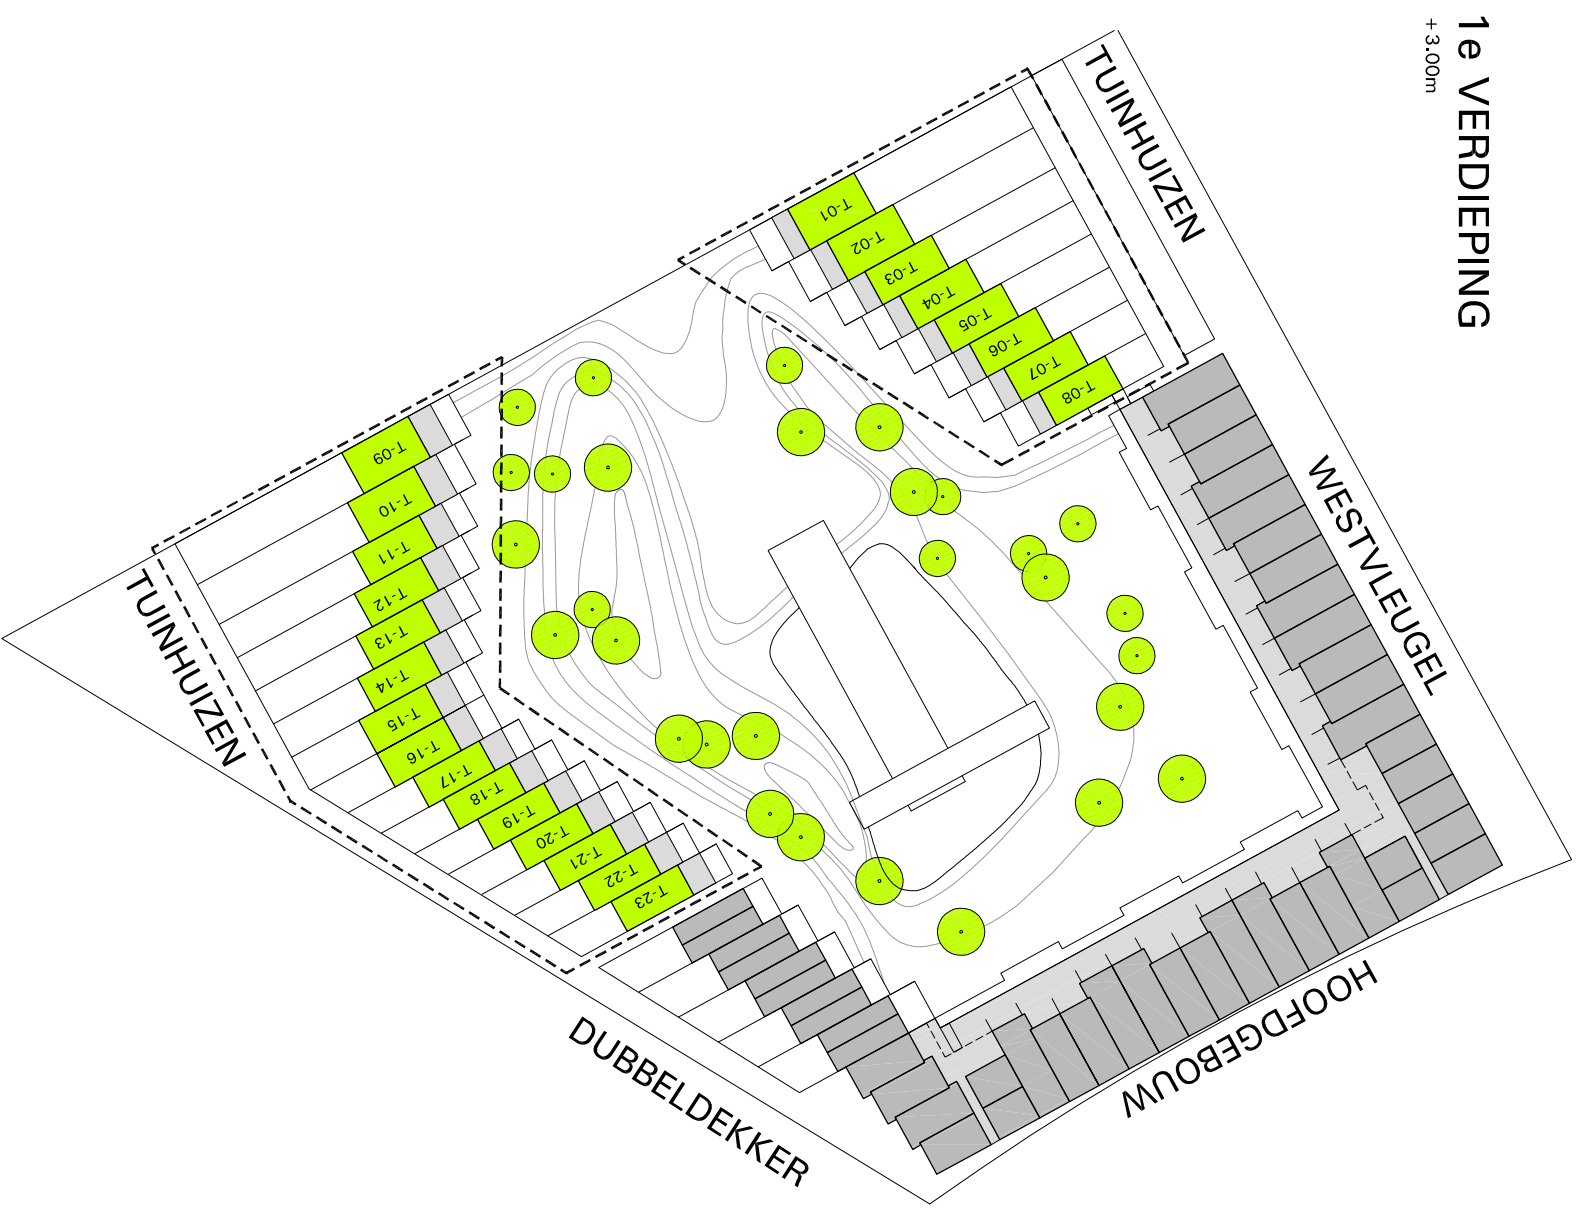 1e VERDIEPING
+3.00m
TUINHUIZEN
T-01
T-02
T-03
T-04
T-05
T-06
T-07
T-08
WESTVLEUGEL
T-09
T-10
T-11
T-12
T-13
T-14
T-15
T-16
T-17
T-18
T-19
T-20
T-21
T-22
T-23
TUINHUIZEN
HOOFDGEBOUW
DUBBELDEKKER